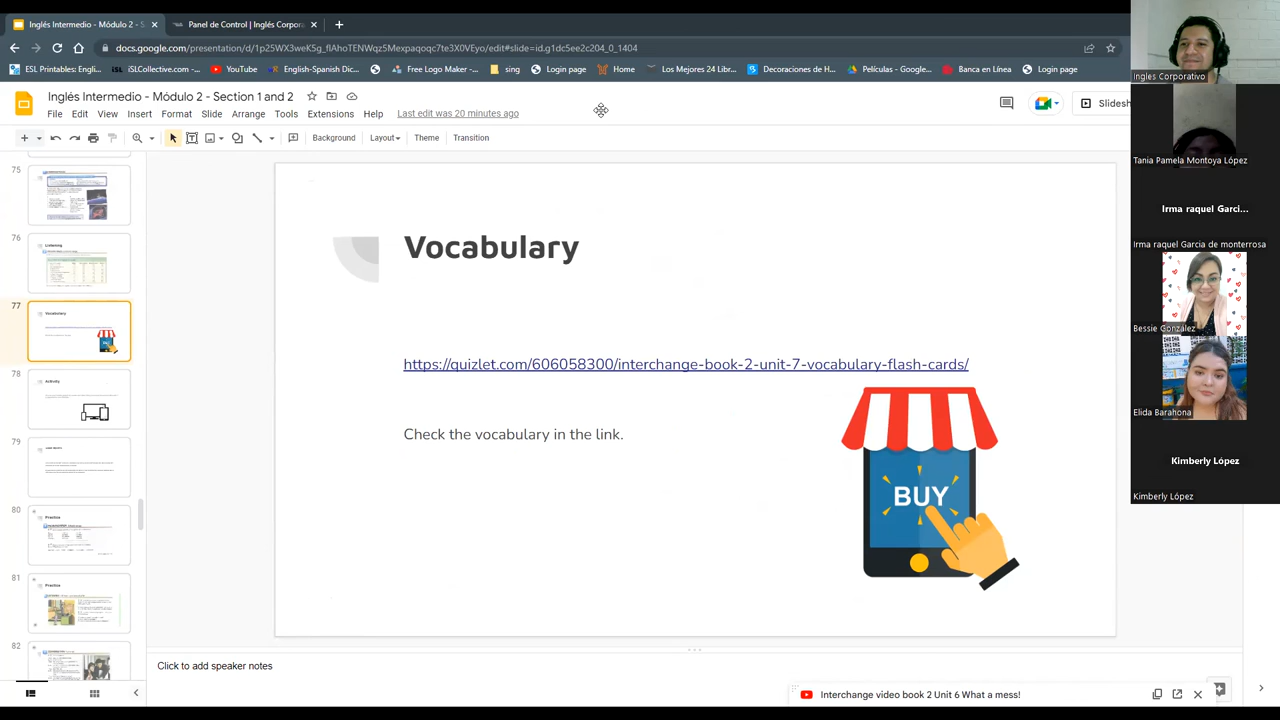 Inglés Intermedio - Módulo 2 - S
Panel de Control | Inglés Corpora
docs.google.com/presentation/d/1p25WX3weK5g_flAhoTENWqz5Mexpaqoqc7te3X0VEyo/edit#slide=id.g1dc5ee2c204_0_1404
ESL Printables: Engli...
iSLCollective.com -...
YouTube
English-Spanish Dic...
Free Logo Maker -...
Login page
Home
Los Mejores 24 Libr...
Decoraciones de H...
Películas - Google...
Banca en Línea
Login page
Inglés Intermedio - Módulo 2 - Section 1 and 2
File Edit View Insert Format Slide Arrange Tools Extensions Help
Last edit was 20 minutes ago
Slidesh
Background Layout Theme Transition
75
76
Listening
77
Vocabulary
78
Activity
79
80
Practice
81
Practice
82
Vocabulary
https://quizlet.com/606058300/interchange-book-2-unit-7-vocabulary-flash-cards/
Check the vocabulary in the link.
BUY
Click to add speaker notes
Interchange video book 2 Unit 6 What a mess!
Ingles Corporativo
Tania Pamela Montoya López
Irma raquel Garci...
Irma raquel Garcia de monterrosa
Bessie González
Elida Barahona
Kimberly López
Kimberly López